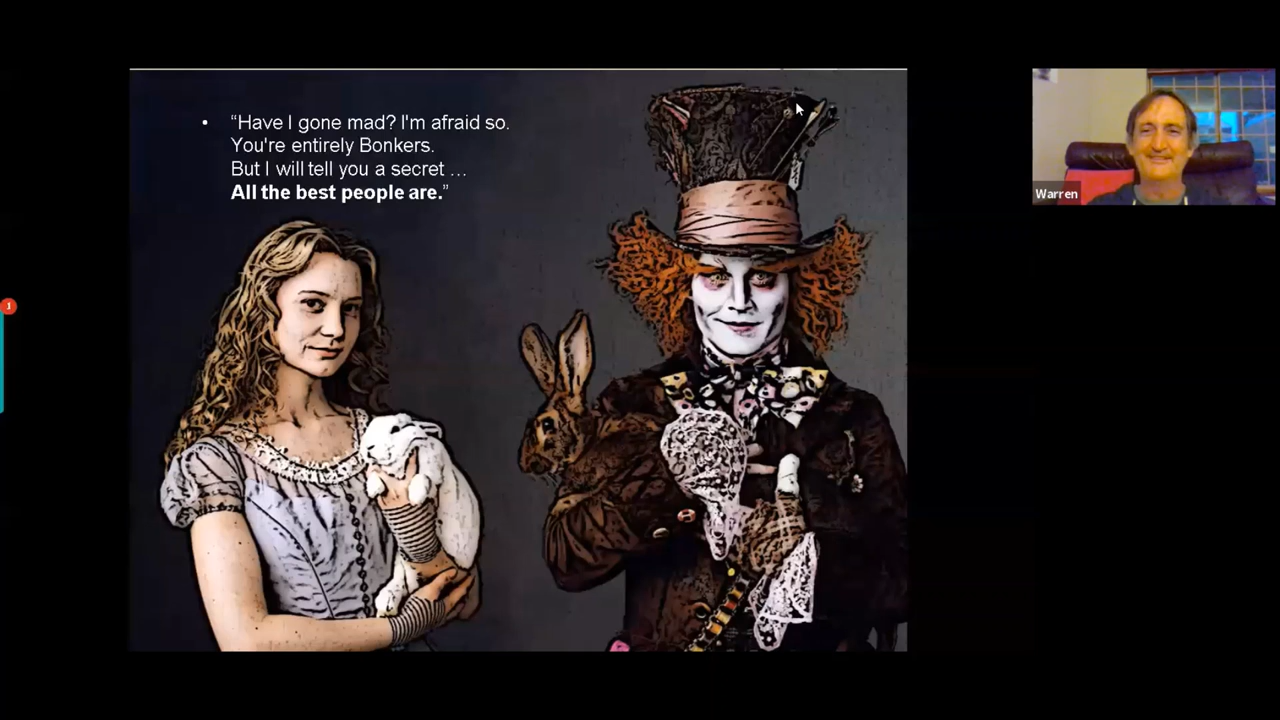 “Have I gone mad? I'm afraid so.
You're entirely Bonkers.
But I will tell you a secret …
All the best people are.”
Warren
1